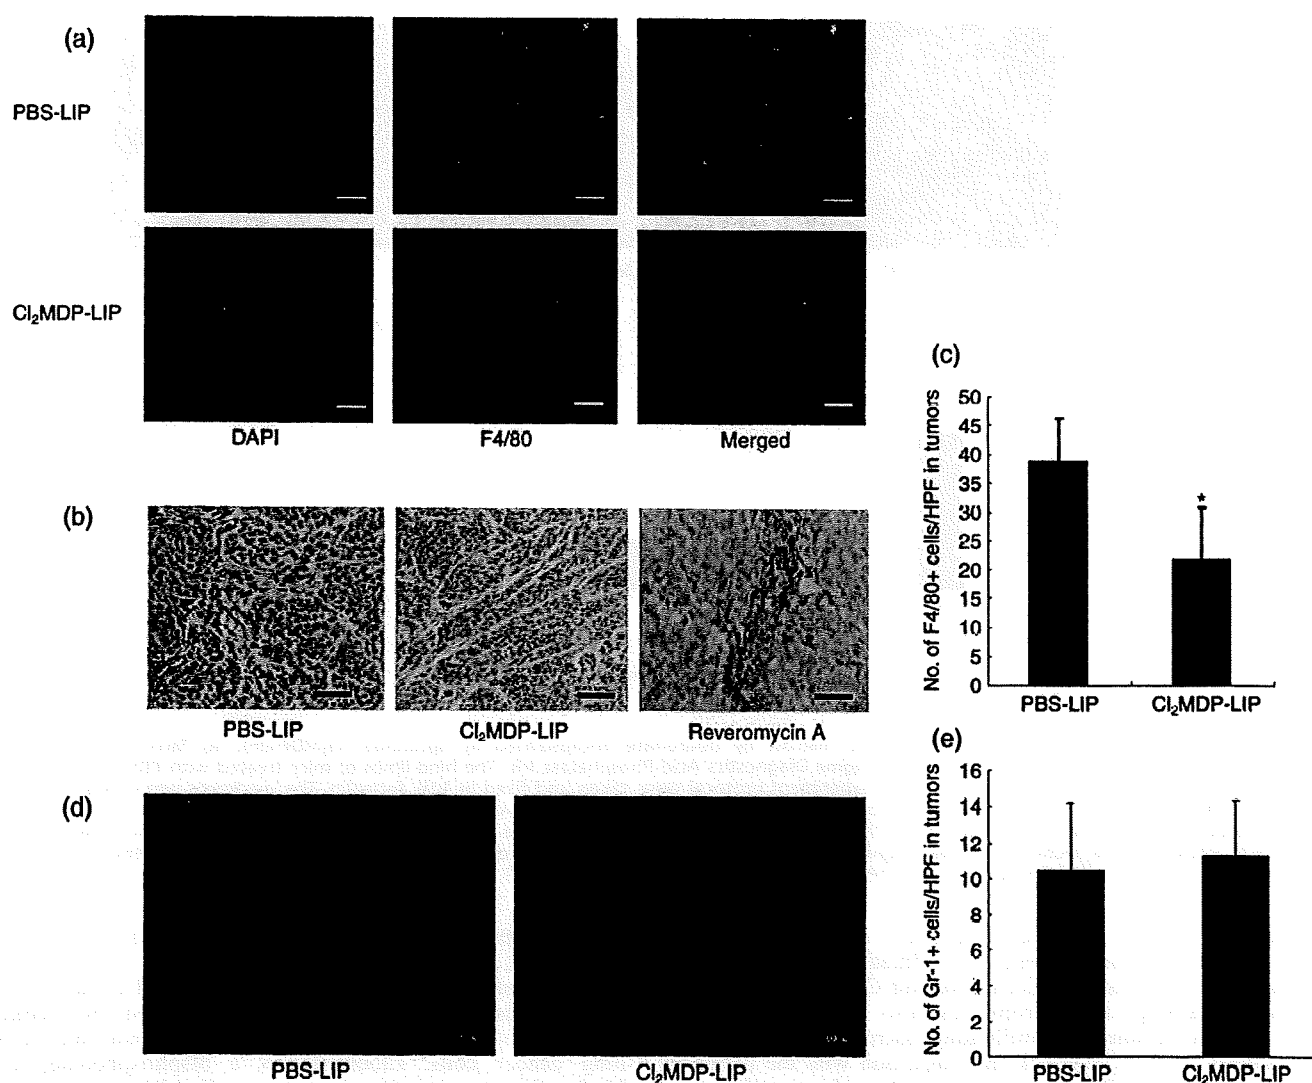 (a)
PBS-LIP
Cl₂MDP-LIP
DAPI
F4/80
Merged
(b)
PBS-LIP
Cl₂MDP-LIP
Reveromycin A
(c)
No. of F4/80+ cells/HPF in tumors
50
45
40
35
30
25
20
15
10
5
0
*
PBS-LIP
Cl₂MDP-LIP
(d)
PBS-LIP
Cl₂MDP-LIP
(e)
No. of Gr-1+ cells/HPF in tumors
16
14
12
10
8
6
4
2
0
PBS-LIP
Cl₂MDP-LIP